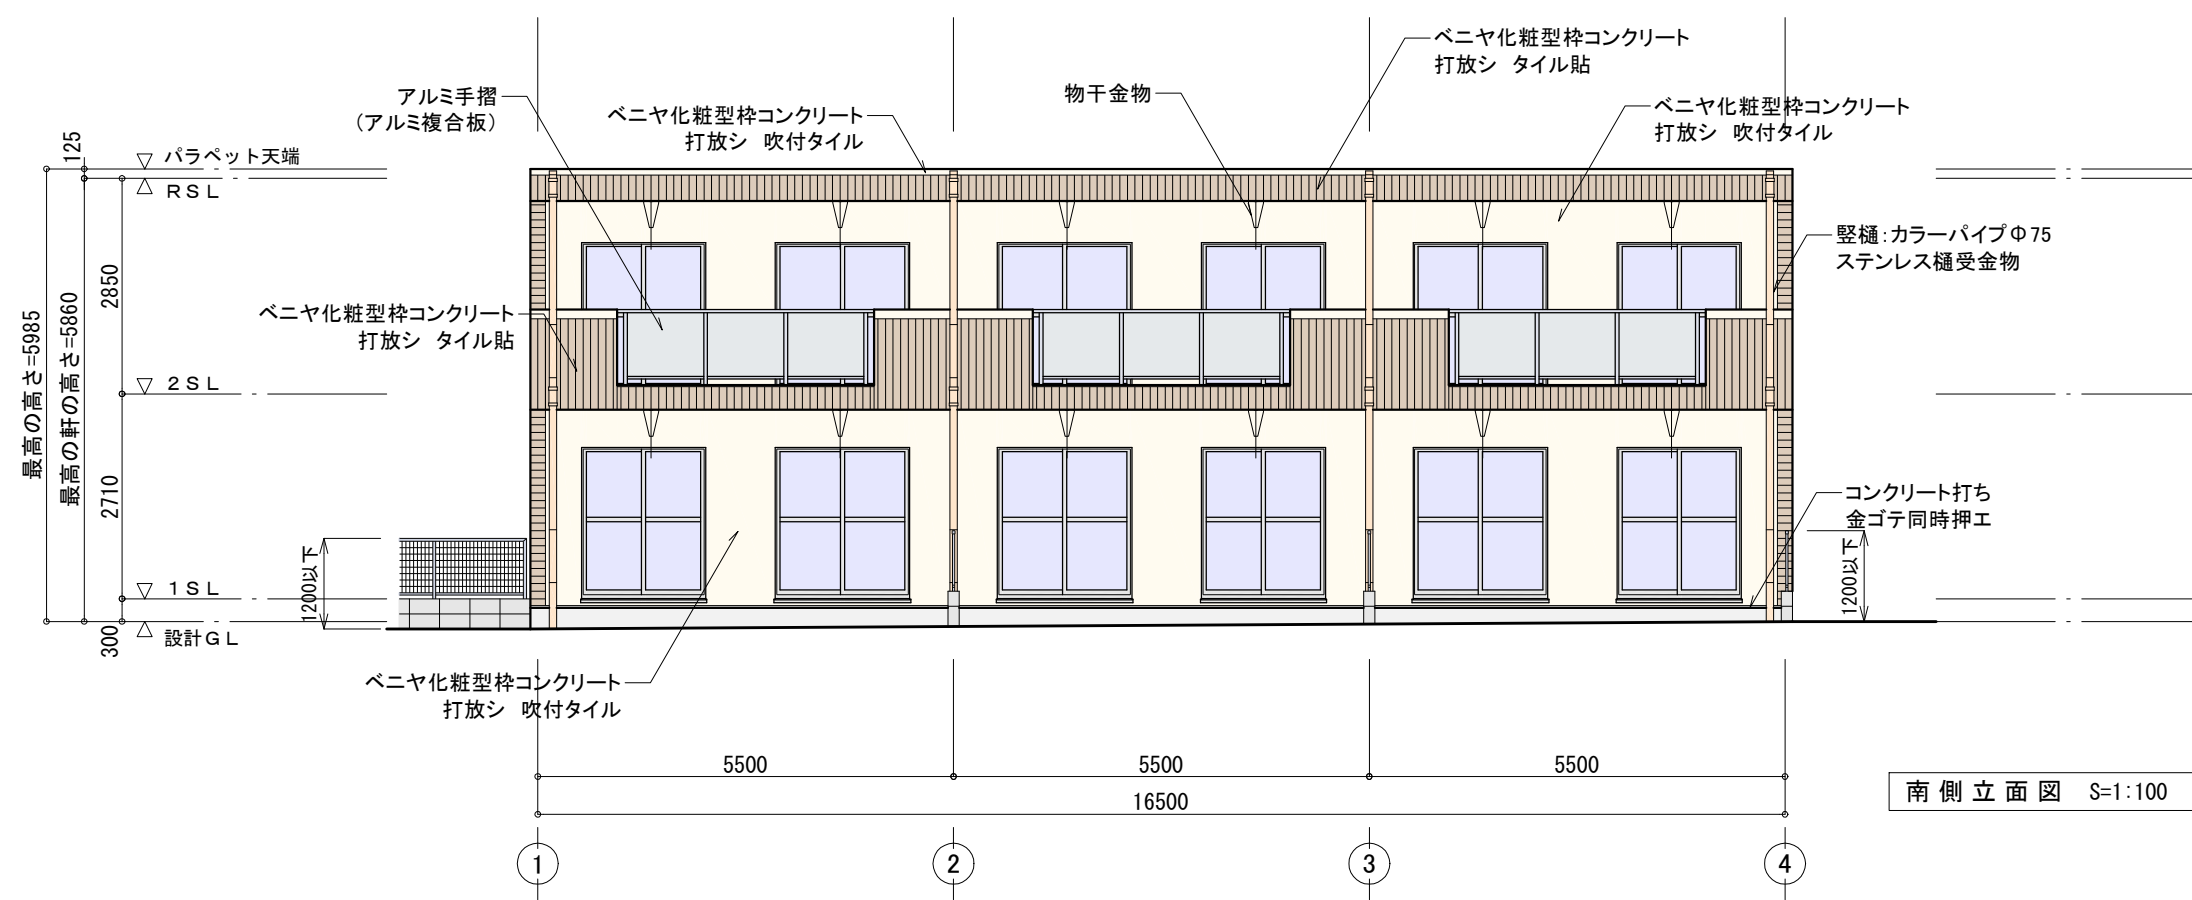 ベニヤ化粧型枠コンクリート
打放シ タイル貼
アルミ手摺
(アルミ複合板)
ベニヤ化粧型枠コンクリート
打放シ 吹付タイル
物干金物
ベニヤ化粧型枠コンクリート
打放シ 吹付タイル
125
パラペット天端
RSL
竪樋:カラーパイプΦ75
ステンレス樋受金物
2850
ベニヤ化粧型枠コンクリート
打放シ タイル貼
最高の高さ=5985
最高の軒の高さ=5860
2SL
2710
コンクリート打ち
金ゴテ同時押エ
1200以下
1200以下
1SL
300
設計GL
ベニヤ化粧型枠コンクリート
打放シ 吹付タイル
5500
5500
5500
16500
南側立面図 S=1:100
1
2
3
4